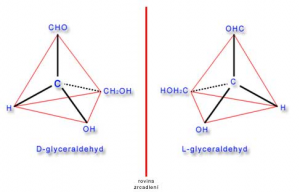 CHO
OHC
C
C
CH₂OH
HOH₂C
H
H
OH
OH
D-glyceraldehyd
L-glyceraldehyd
rovina
zrcadlení